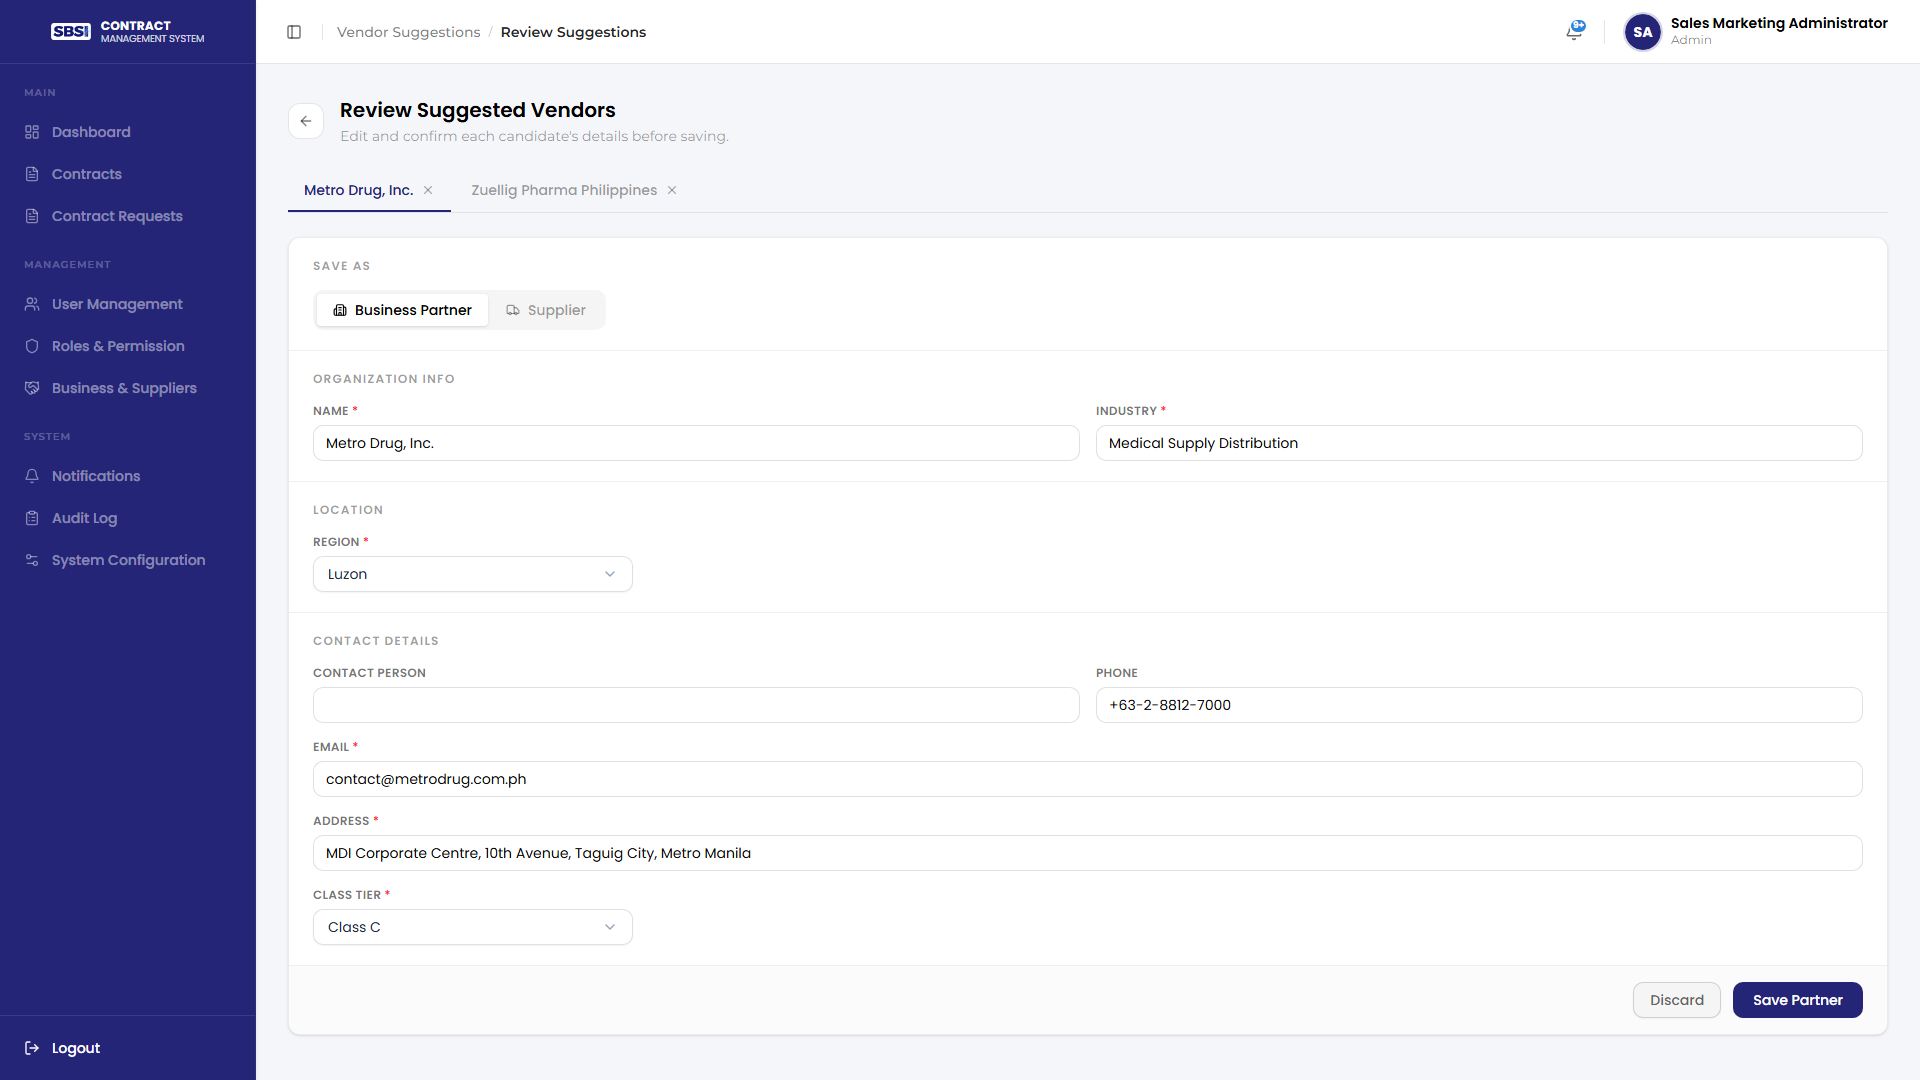 SBSI CONTRACT
MANAGEMENT SYSTEM
Vendor Suggestions / Review Suggestions
9+
SA
Sales Marketing Administrator
Admin
MAIN
Dashboard
Contracts
Contract Requests
MANAGEMENT
User Management
Roles & Permission
Business & Suppliers
SYSTEM
Notifications
Audit Log
System Configuration
Logout
Review Suggested Vendors
Edit and confirm each candidate's details before saving.
Metro Drug, Inc. ×
Zuellig Pharma Philippines ×
SAVE AS
Business Partner
Supplier
ORGANIZATION INFO
NAME *
INDUSTRY *
Metro Drug, Inc.
Medical Supply Distribution
LOCATION
REGION *
Luzon
CONTACT DETAILS
CONTACT PERSON
PHONE
+63-2-8812-7000
EMAIL *
contact@metrodrug.com.ph
ADDRESS *
MDI Corporate Centre, 10th Avenue, Taguig City, Metro Manila
CLASS TIER *
Class C
Discard
Save Partner